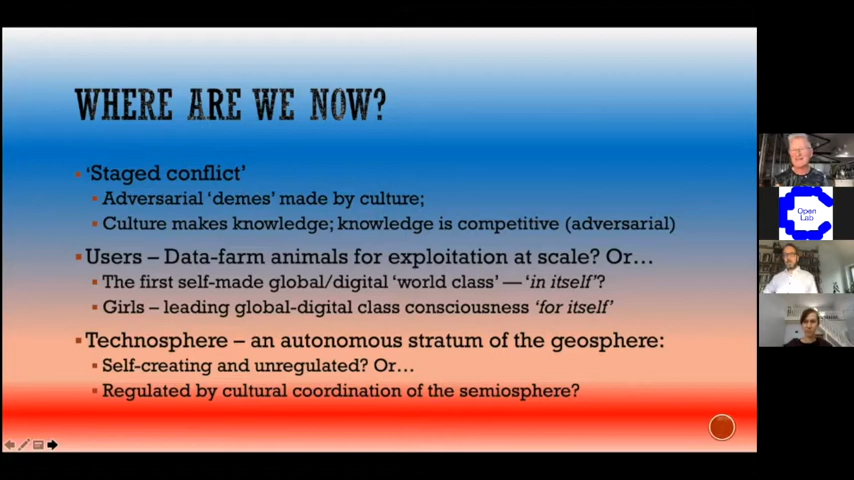 WHERE ARE WE NOW?
‘Staged conflict’
Adversarial ‘demes’ made by culture;
Culture makes knowledge; knowledge is competitive (adversarial)
Users – Data-farm animals for exploitation at scale? Or…
The first self-made global/digital ‘world class’ — ‘in itself’?
Girls – leading global-digital class consciousness ‘for itself’
Technosphere – an autonomous stratum of the geosphere:
Self-creating and unregulated? Or…
Regulated by cultural coordination of the semiosphere?
Open
Lab